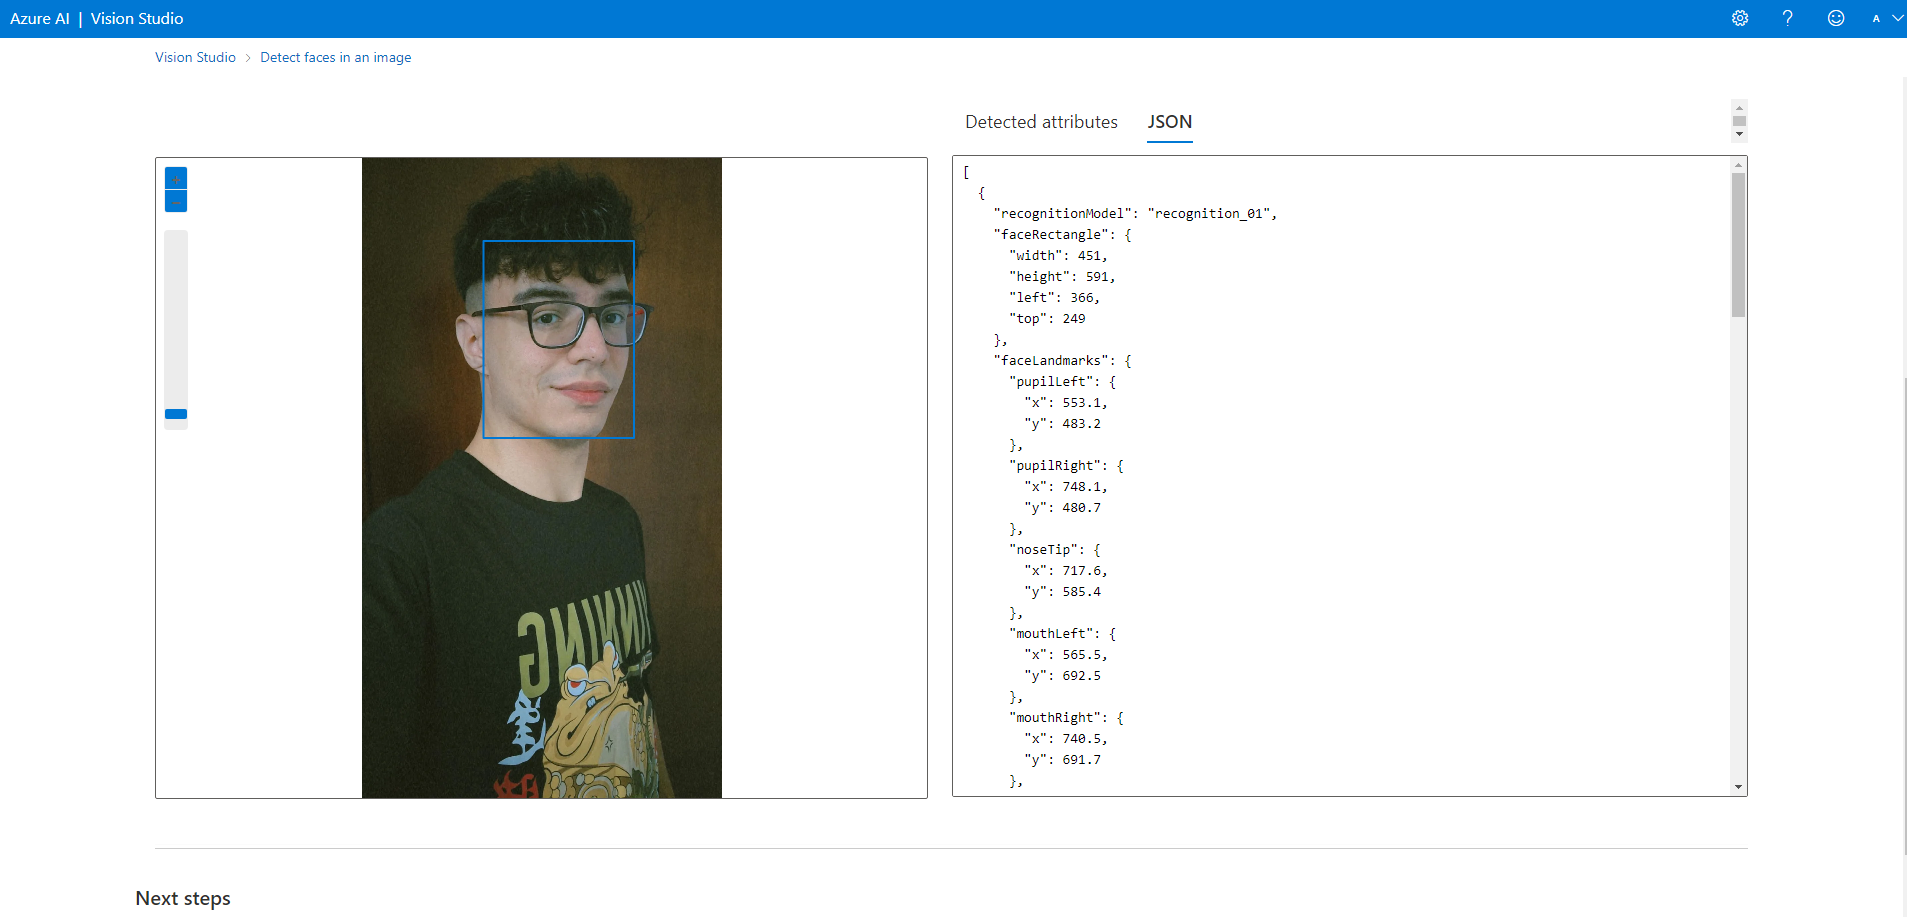 Azure AI | Vision Studio
A
Vision Studio > Detect faces in an image
Detected attributes JSON
[
{
"recognitionModel": "recognition_01",
"faceRectangle": {
"width": 451,
"height": 591,
"left": 366,
"top": 249
},
"faceLandmarks": {
"pupilLeft": {
"x": 553.1,
"y": 483.2
},
"pupilRight": {
"x": 748.1,
"y": 480.7
},
"noseTip": {
"x": 717.6,
"y": 585.4
},
"mouthLeft": {
"x": 565.5,
"y": 692.5
},
"mouthRight": {
"x": 740.5,
"y": 691.7
},
Next steps